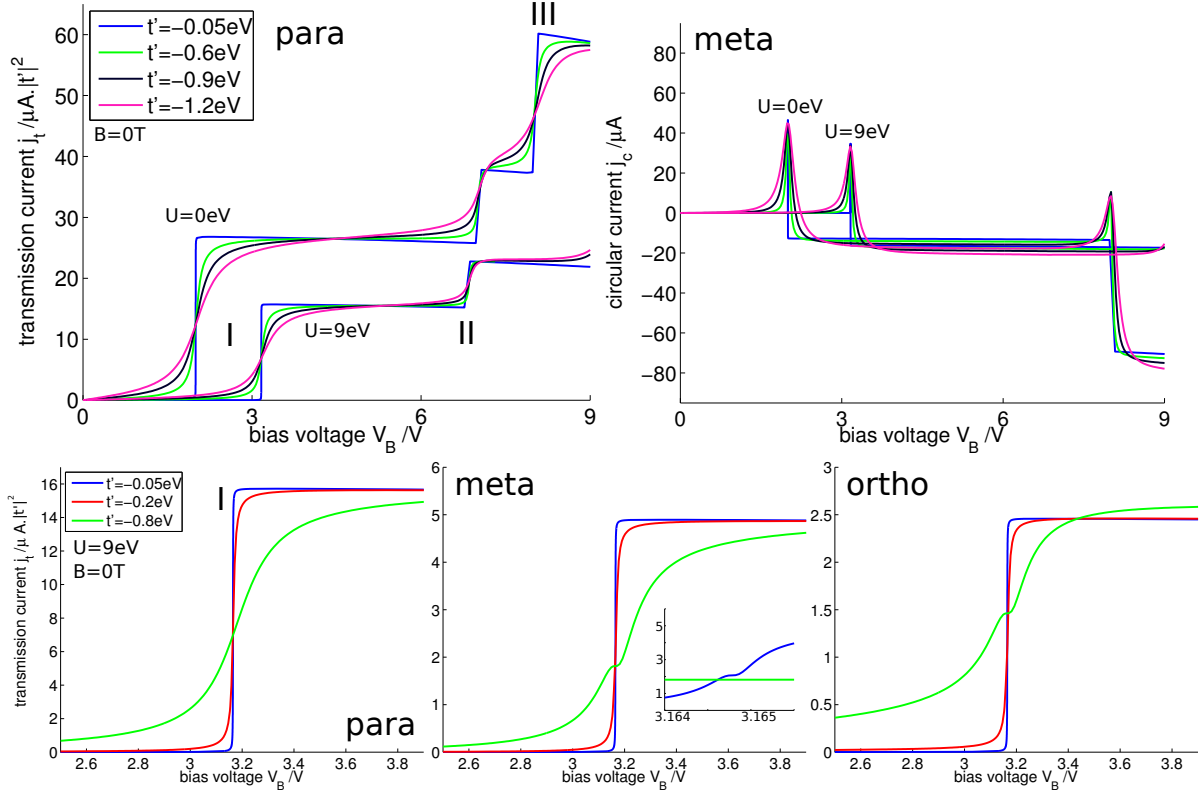 III
para
t'=−0.05eV
t'=−0.6eV
t'=−0.9eV
t'=−1.2eV
B=0T
U=0eV
I
U=9eV
II
transmission current j_t /μA.|t'|^2
0
10
20
30
40
50
60
0
3
6
9
bias voltage V_B /V
meta
U=0eV
U=9eV
circular current j_c /μA
80
60
40
20
0
−20
−40
−60
−80
0
3
6
9
bias voltage V_B /V
t'=−0.05eV
t'=−0.2eV
t'=−0.8eV
I
U=9eV
B=0T
para
transmission current j_t /μ A.|t'|^2
16
14
12
10
8
6
4
2
0
2.6
2.8
3
3.2
3.4
3.6
3.8
bias voltage V_B /V
meta
6
5
4
3
2
1
0
5
4
3
2
1
3.164
3.165
2.6
2.8
3
3.2
3.4
3.6
3.8
bias voltage V_B /V
ortho
3
2.5
2
1.5
1
0.5
0
2.6
2.8
3
3.2
3.4
3.6
3.8
bias voltage V_B /V